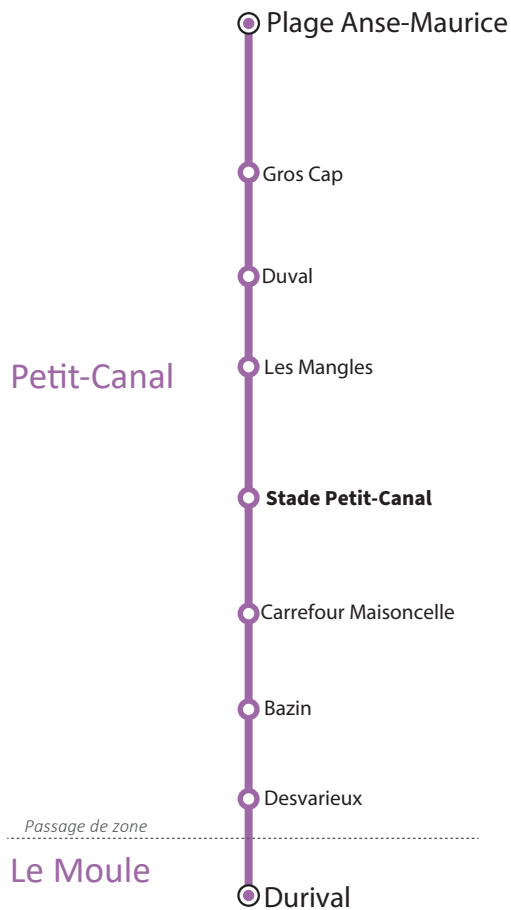 Plage Anse-Maurice
Gros Cap
Duval
Petit-Canal
Les Mangles
Stade Petit-Canal
Carrefour Maisoncelle
Bazin
Desvarieux
Passage de zone
Le Moule
Durival